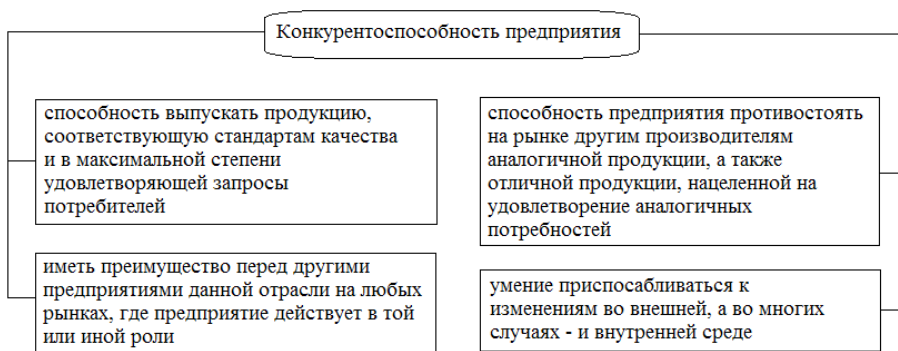 Конкурентоспособность предприятия
способность выпускать продукцию,
соответствующую стандартам качества
и в максимальной степени
удовлетворяющей запросы
потребителей
способность предприятия противостоять
на рынке другим производителям
аналогичной продукции, а также
отличной продукции, нацеленной на
удовлетворение аналогичных
потребностей
иметь преимущество перед другими
предприятиями данной отрасли на любых
рынках, где предприятие действует в той
или иной роли
умение приспосабливаться к
изменениям во внешней, а во многих
случаях - и внутренней среде